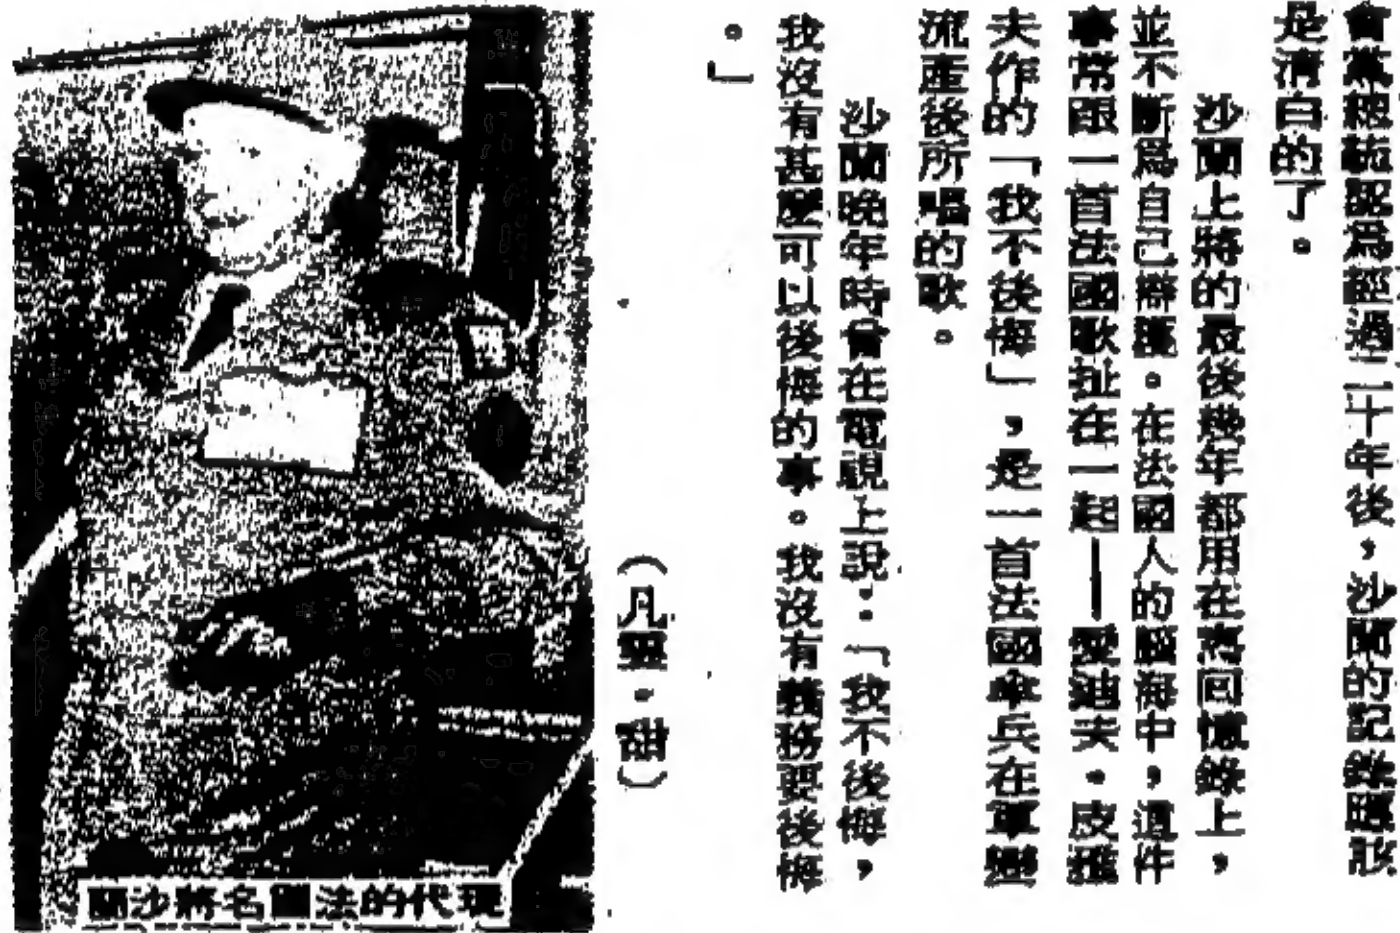 會黨總統認爲經過二十年後，沙蘭的記錄應該
是清白的了。
沙蘭上將的最後幾年都用在寫回憶錄上，
並不斷爲自己辯護。在法國人的腦海中，這件
事常跟一首法國歌扯在一起——愛迪夫·皮雅
夫作的「我不後悔」，是一首法國傘兵在軍變
流產後所唱的歌。
沙蘭晚年時曾在電視上說：「我不後悔，
我沒有甚麼可以後悔的事。我沒有義務要後悔
。」
（凡·甜）
蘭沙將名國法的代現